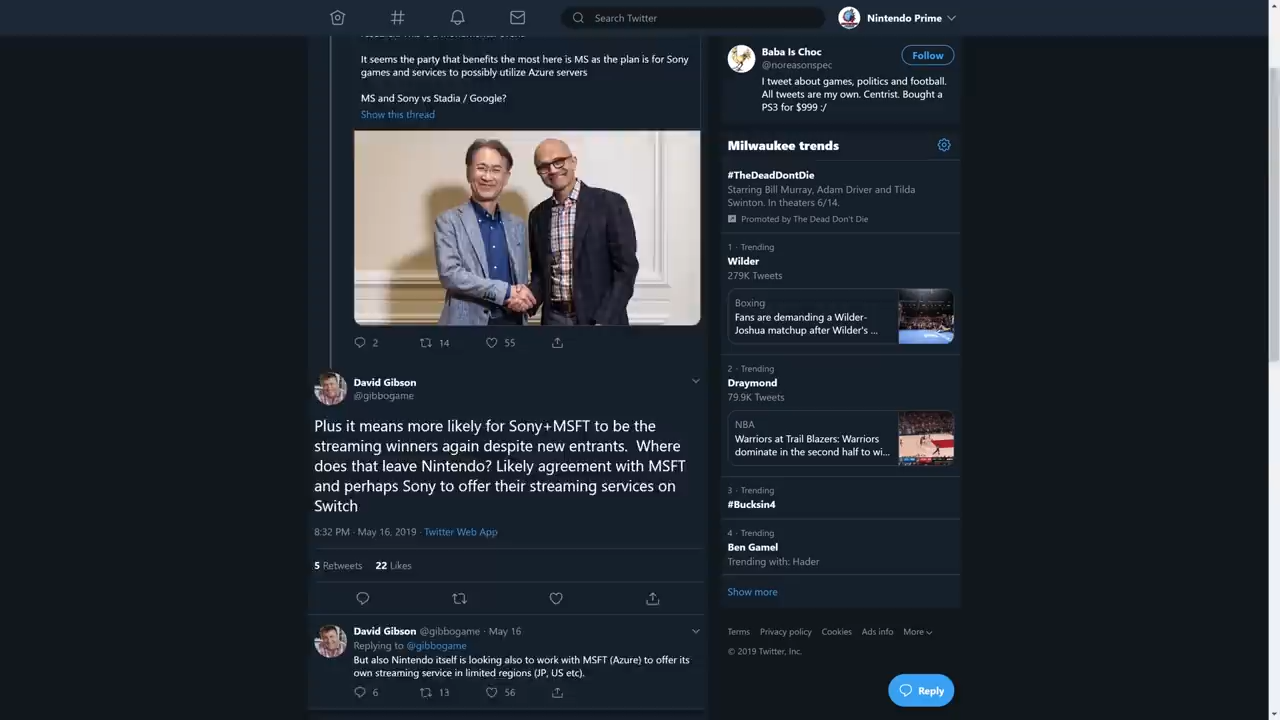 Search Twitter
Nintendo Prime
It seems the party that benefits the most here is MS as the plan is for Sony
games and services to possibly utilize Azure servers
MS and Sony vs Stadia / Google?
Show this thread
2 14 55
David Gibson
@gibbogame
Plus it means more likely for Sony+MSFT to be the
streaming winners again despite new entrants. Where
does that leave Nintendo? Likely agreement with MSFT
and perhaps Sony to offer their streaming services on
Switch
8:32 PM · May 16, 2019 · Twitter Web App
5 Retweets 22 Likes
David Gibson @gibbogame · May 16
Replying to @gibbogame
But also Nintendo itself is looking also to work with MSFT (Azure) to offer its
own streaming service in limited regions (JP, US etc).
6 13 56
Baba Is Choc
@noreasonspec
Follow
I tweet about games, politics and football.
All tweets are my own. Centrist. Bought a
PS3 for $999 :/
Milwaukee trends
#TheDeadDontDie
Starring Bill Murray, Adam Driver and Tilda
Swinton. In theaters 6/14.
Promoted by The Dead Don't Die
1 · Trending
Wilder
279K Tweets
Boxing
Fans are demanding a Wilder-
Joshua matchup after Wilder's ...
2 · Trending
Draymond
79.9K Tweets
NBA
Warriors at Trail Blazers: Warriors
dominate in the second half to wi...
3 · Trending
#Bucksin4
4 · Trending
Ben Gamel
Trending with: Hader
Show more
Terms Privacy policy Cookies Ads info More
© 2019 Twitter, Inc.
Reply